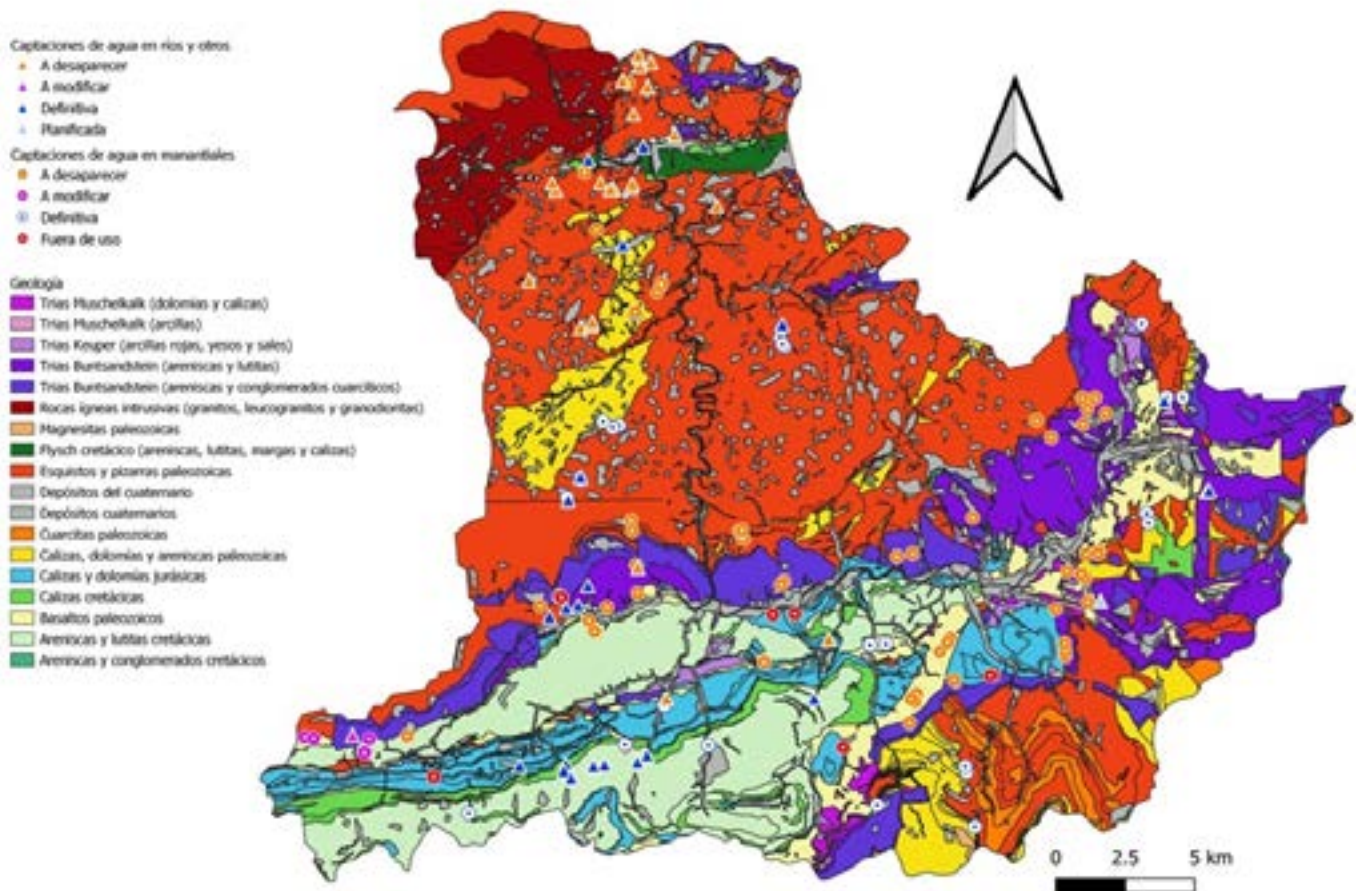 Captaciones de agua en ríos y otros
A desaparecer
A modificar
Definitiva
Planificada
Captaciones de agua en manantiales
A desaparecer
A modificar
Definitiva
Fuera de uso
Geología
Trias Muschelkalk (dolomias y calizas)
Trias Muschelkalk (arcillas)
Trias Keuper (arcillas rojas, yesos y sales)
Trias Buntsandstein (areniscas y lutitas)
Trias Buntsandstein (areniscas y conglomerados cuarcíticos)
Rocas ígneas intrusivas (granitos, leucogranitos y granodioritas)
Magnesitas paleozoicas
Flysch cretácico (areniscas, lutitas, margas y calizas)
Esquistos y pizarras paleozoicas
Depósitos del cuaternario
Depósitos cuaternarios
Cuarcitas paleozoicas
Calizas, dolomías y areniscas paleozoicas
Calizas y dolomías jurásicas
Calizas cretácicas
Basaltos paleozoicos
Areniscas y lutitas cretácicas
Areniscas y conglomerados cretácicos
0 2.5 5 km